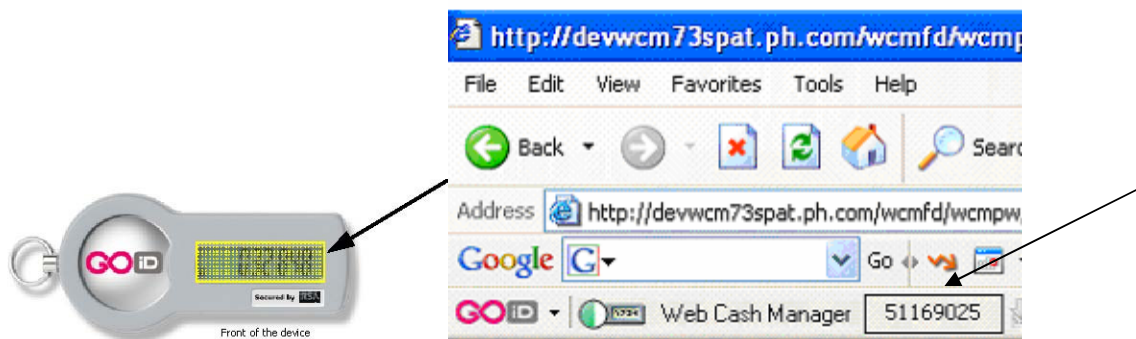 GO ID
Secured by RSA
Front of the device
http://devwcm73spat.ph.com/wcmfd/wcmp
File Edit View Favorites Tools Help
Back Searc
Address http://devwcm73spat.ph.com/wcmfd/wcmpw
Google G Go
GO ID Web Cash Manager 51169025